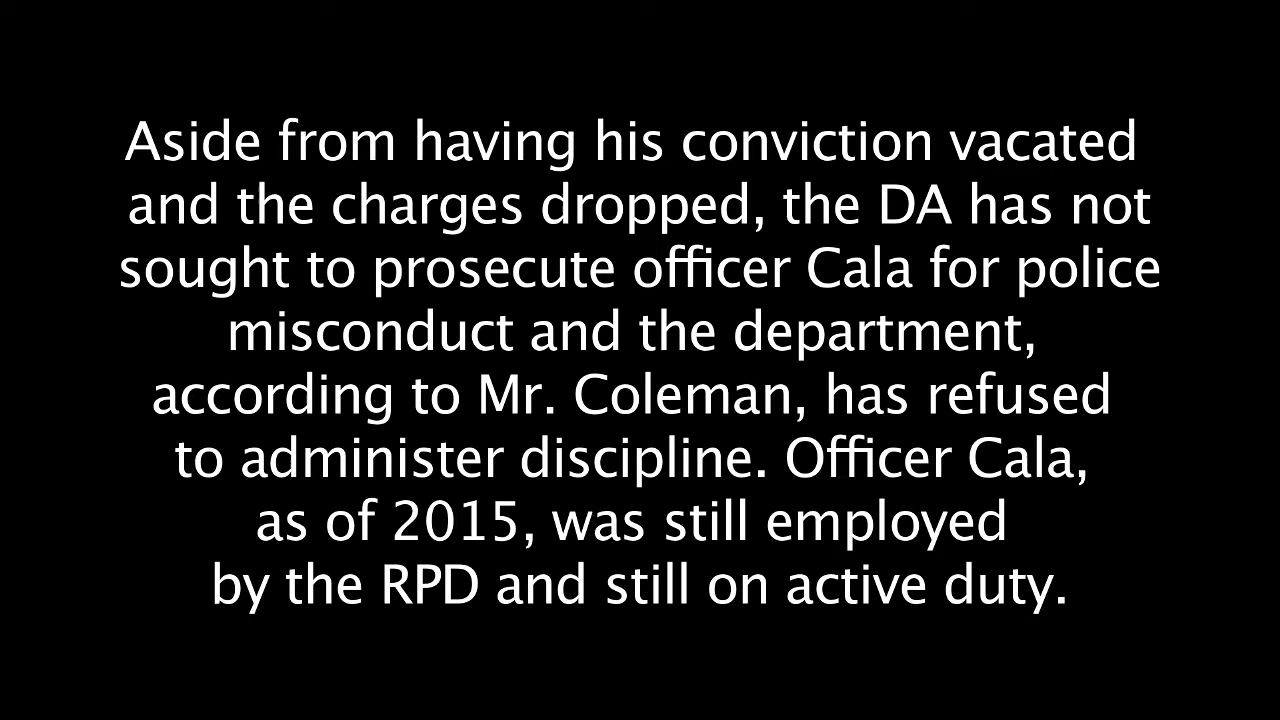 Aside from having his conviction vacated
and the charges dropped, the DA has not
sought to prosecute officer Cala for police
misconduct and the department,
according to Mr. Coleman, has refused
to administer discipline. Officer Cala,
as of 2015, was still employed
by the RPD and still on active duty.